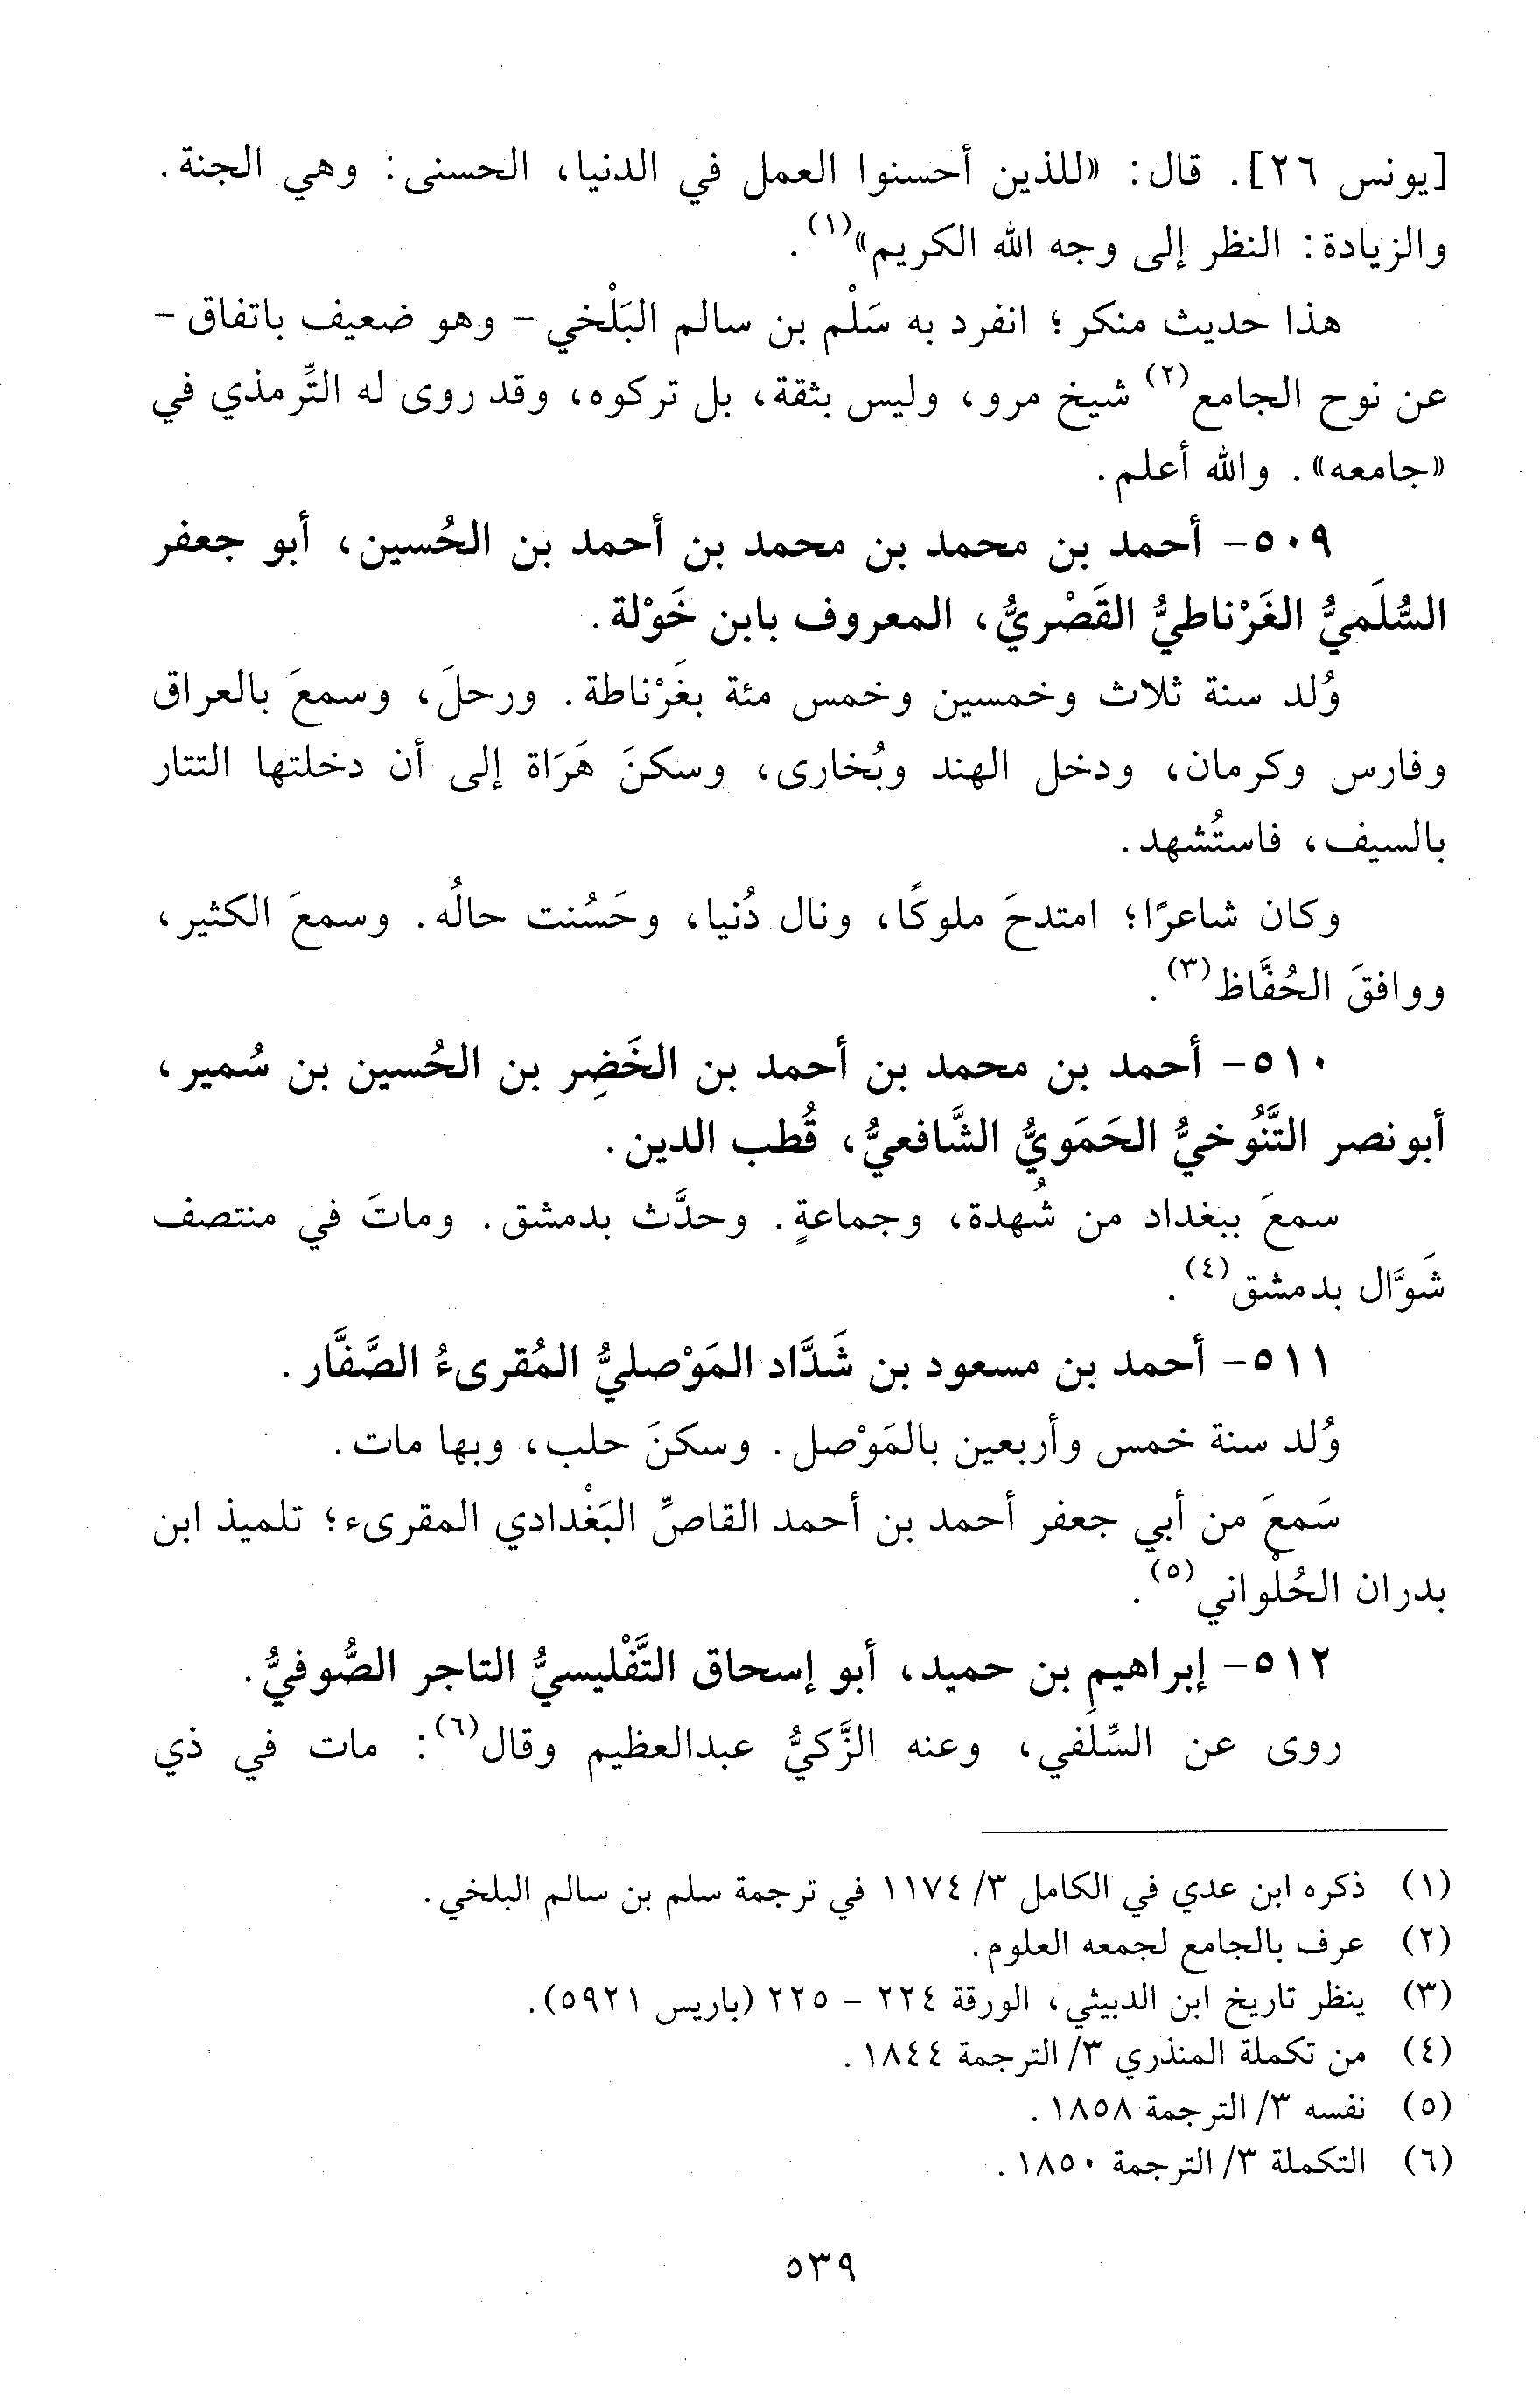 [يونس ٢٦]. قال: «للذين أحسنوا العمل في الدنيا، الحسنى: وهي الجنة.
والزيادة: النظر إلى وجه الله الكريم»(١).
هذا حديث منكر؛ انفرد به سَلْم بن سالم البَلْخي - وهو ضعيف باتفاق -
عن نوح الجامع(٢) شيخ مرو، وليس بثقة، بل تركوه، وقد روى له التِّرمذي في
«جامعه». والله أعلم.
٥٠٩- أحمد بن محمد بن محمد بن أحمد بن الحُسين، أبو جعفر
السُّلَميُّ الغَرْناطيُّ القَصْريُّ، المعروف بابن خَوْلة.
وُلد سنة ثلاث وخمسين وخمس مئة بغَرْناطة. ورحلَ، وسمعَ بالعراق
وفارس وكرمان، ودخل الهند وبُخارى، وسكنَ هَرَاة إلى أن دخلتها التتار
بالسيف، فاستُشهد.
وكان شاعرًا؛ امتدحَ ملوكًا، ونال دُنيا، وحَسُنت حالُه. وسمعَ الكثير،
ووافقَ الحُفَّاظ(٣).
٥١٠- أحمد بن محمد بن أحمد بن الخَضِر بن الحُسين بن سُمير،
أبونصر التَّنُوخيُّ الحَمَويُّ الشَّافعيُّ، قُطب الدين.
سمعَ ببغداد من شُهدة، وجماعةٍ. وحدَّث بدمشق. وماتَ في منتصف
شَوَّال بدمشق(٤).
٥١١- أحمد بن مسعود بن شَدَّاد المَوْصليُّ المُقرىءُ الصَّفَّار.
وُلد سنة خمس وأربعين بالمَوْصل. وسكنَ حلب، وبها مات.
سَمعَ من أبي جعفر أحمد بن أحمد القاصِّ البَغْدادي المقرىء؛ تلميذ ابن
بدران الحُلْواني(٥).
٥١٢- إبراهيم بن حميد، أبو إسحاق التَّفْليسيُّ التاجر الصُّوفيُّ.
روى عن السِّلَفي، وعنه الزَّكيُّ عبدالعظيم وقال(٦): مات في ذي
(١) ذكره ابن عدي في الكامل ٣/ ١١٧٤ في ترجمة سلم بن سالم البلخي.
(٢) عرف بالجامع لجمعه العلوم.
(٣) ينظر تاريخ ابن الدبيثي، الورقة ٢٢٤ - ٢٢٥ (باريس ٥٩٢١).
(٤) من تكملة المنذري ٣/ الترجمة ١٨٤٤.
(٥) نفسه ٣/ الترجمة ١٨٥٨.
(٦) التكملة ٣/ الترجمة ١٨٥٠.
٥٣٩